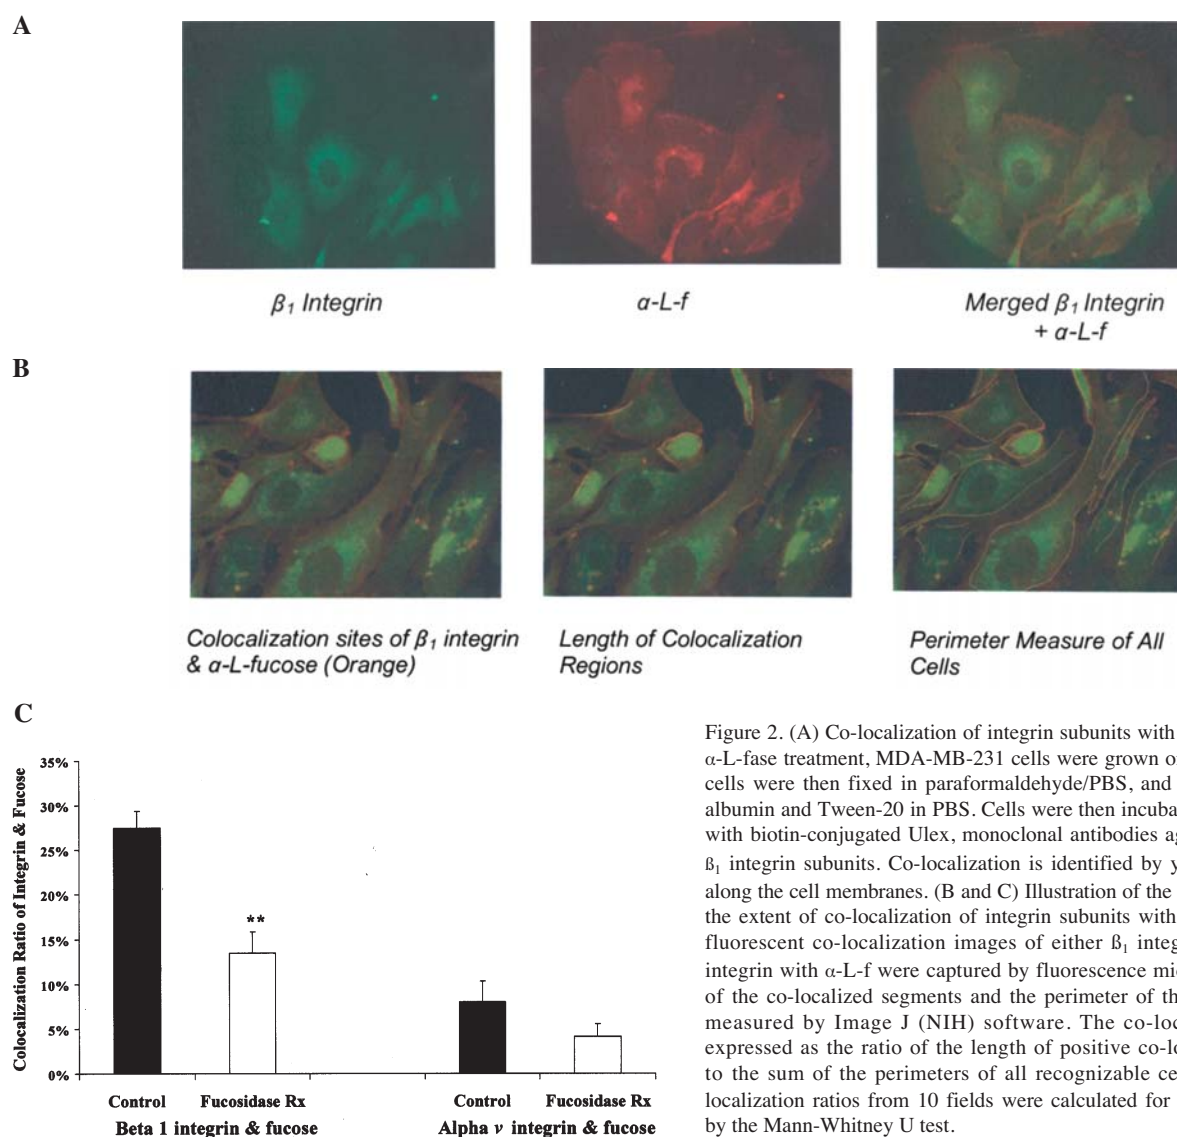 A
β1 Integrin
α-L-f
Merged β1 Integrin
+ α-L-f
B
Colocalization sites of β1 integrin
& α-L-fucose (Orange)
Length of Colocalization
Regions
Perimeter Measure of All
Cells
C
Colocalization Ratio of Integrin & Fucose
35%
30%
25%
20%
15%
10%
5%
0%
**
Control
Fucosidase Rx
Control
Fucosidase Rx
Beta 1 integrin & fucose
Alpha ν integrin & fucose
Figure 2. (A) Co-localization of integrin subunits with
α-L-fase treatment, MDA-MB-231 cells were grown o
cells were then fixed in paraformaldehyde/PBS, and
albumin and Tween-20 in PBS. Cells were then incuba
with biotin-conjugated Ulex, monoclonal antibodies ag
ß1 integrin subunits. Co-localization is identified by y
along the cell membranes. (B and C) Illustration of the
the extent of co-localization of integrin subunits with
fluorescent co-localization images of either ß1 integ
integrin with α-L-f were captured by fluorescence mic
of the co-localized segments and the perimeter of th
measured by Image J (NIH) software. The co-loc
expressed as the ratio of the length of positive co-lo
to the sum of the perimeters of all recognizable ce
localization ratios from 10 fields were calculated for
by the Mann-Whitney U test.